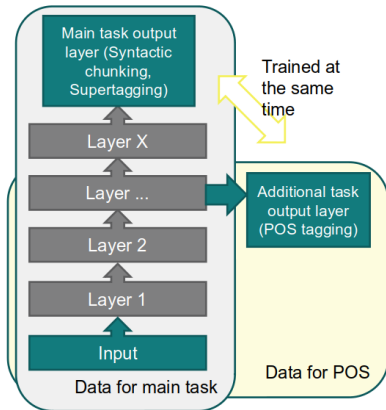 Main task output
layer (Syntactic
chunking,
Supertagging)
Trained at
the same
time
Layer X
Layer ...
Additional task
output layer
(POS tagging)
Layer 2
Layer 1
Input
Data for main task
Data for POS